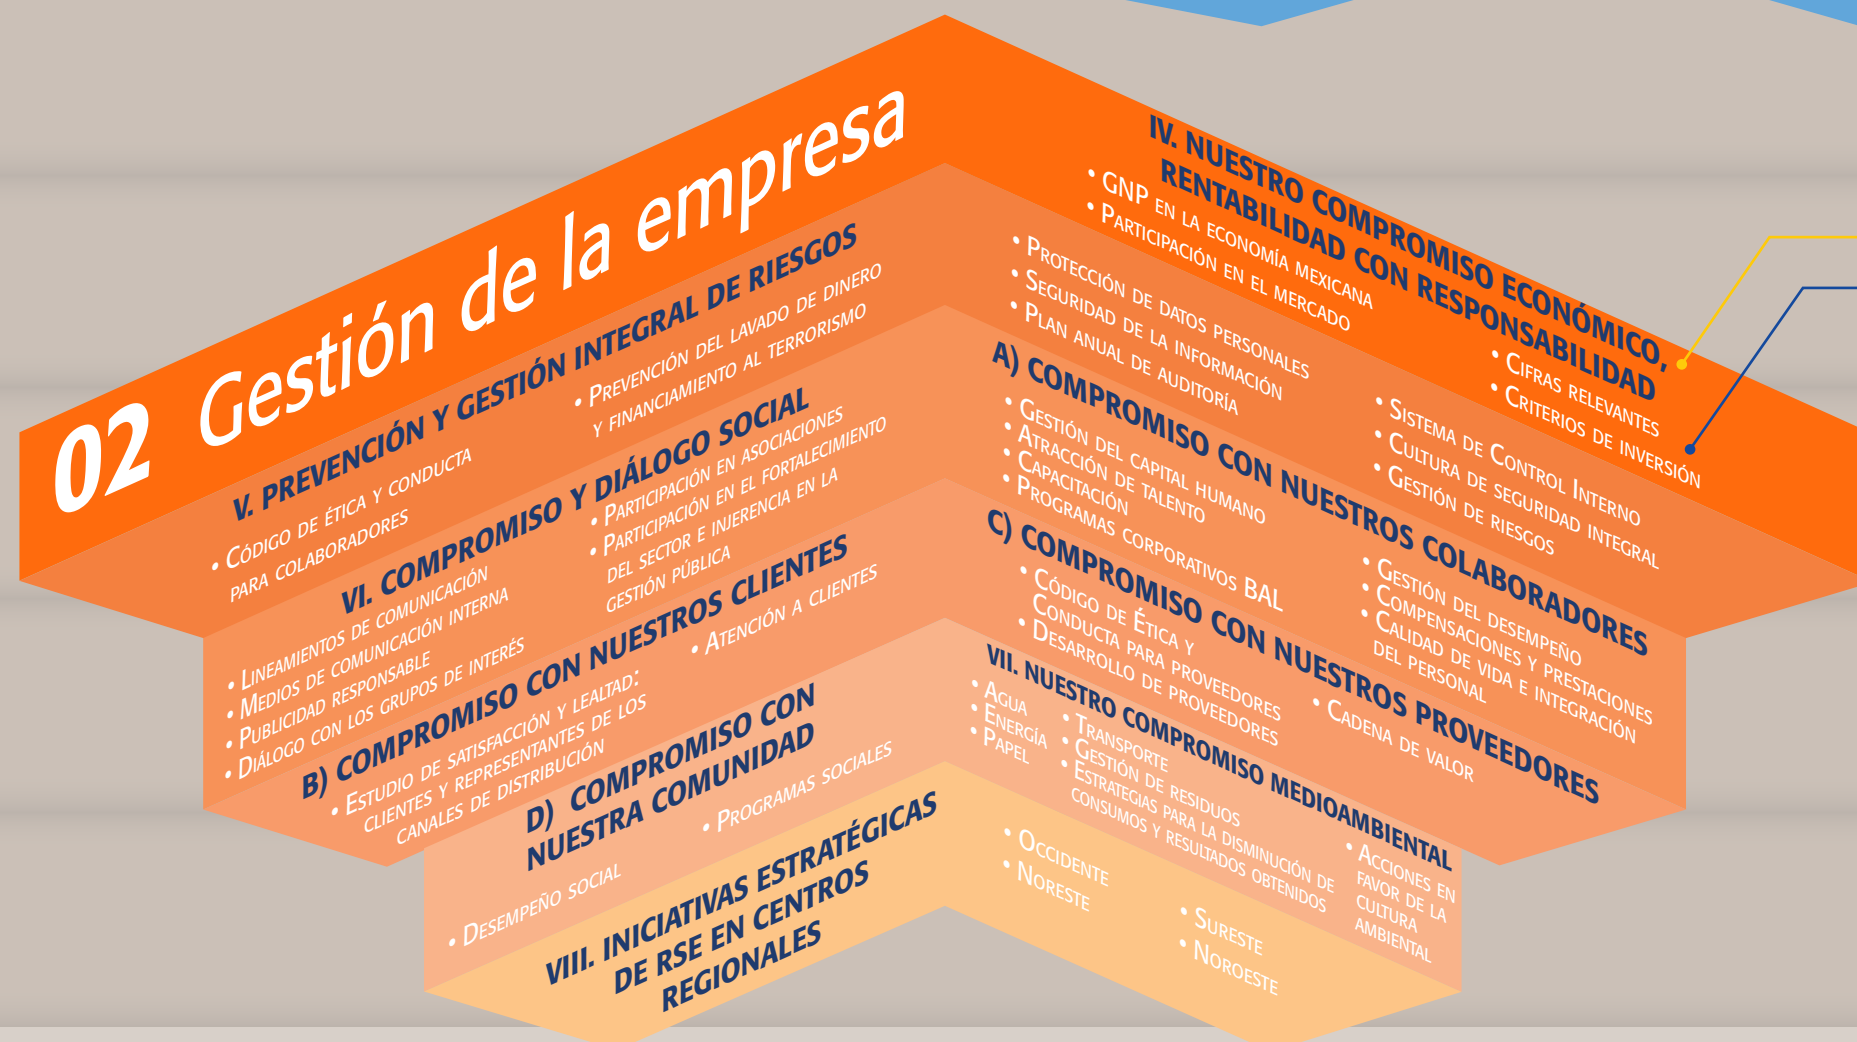 02 Gestión de la empresa
IV. NUESTRO COMPROMISO ECONÓMICO,
RENTABILIDAD CON RESPONSABILIDAD
• GNP en la economía mexicana
• Participación en el mercado
• Cifras relevantes
• Criterios de inversión
V. PREVENCIÓN Y GESTIÓN INTEGRAL DE RIESGOS
• Código de ética y conducta
para colaboradores
• Prevención del lavado de dinero
y financiamiento al terrorismo
• Protección de datos personales
• Seguridad de la información
• Plan anual de auditoría
• Sistema de Control Interno
• Cultura de seguridad integral
• Gestión de riesgos
VI. COMPROMISO Y DIÁLOGO SOCIAL
• Lineamientos de comunicación
• Medios de comunicación interna
• Publicidad responsable
• Diálogo con los grupos de interés
• Participación en asociaciones
• Participación en el fortalecimiento
del sector e injerencia en la
gestión pública
A) COMPROMISO CON NUESTROS COLABORADORES
• Gestión del capital humano
• Atracción de talento
• Capacitación
• Programas corporativos BAL
• Gestión del desempeño
• Compensaciones y prestaciones
• Calidad de vida e integración
del personal
B) COMPROMISO CON NUESTROS CLIENTES
• Estudio de satisfacción y lealtad:
clientes y representantes de los
canales de distribución
• Atención a clientes
C) COMPROMISO CON NUESTROS PROVEEDORES
• Código de Ética y
Conducta para proveedores
• Desarrollo de proveedores
• Cadena de valor
D) COMPROMISO CON
NUESTRA COMUNIDAD
• Desempeño social
• Programas sociales
VII. NUESTRO COMPROMISO MEDIOAMBIENTAL
• Agua
• Energía
• Papel
• Transporte
• Gestión de residuos
• Estrategias para la disminución de
consumos y resultados obtenidos
• Acciones en
favor de la
cultura
ambiental
VIII. INICIATIVAS ESTRATÉGICAS
DE RSE EN CENTROS
REGIONALES
• Occidente
• Noreste
• Sureste
• Noroeste